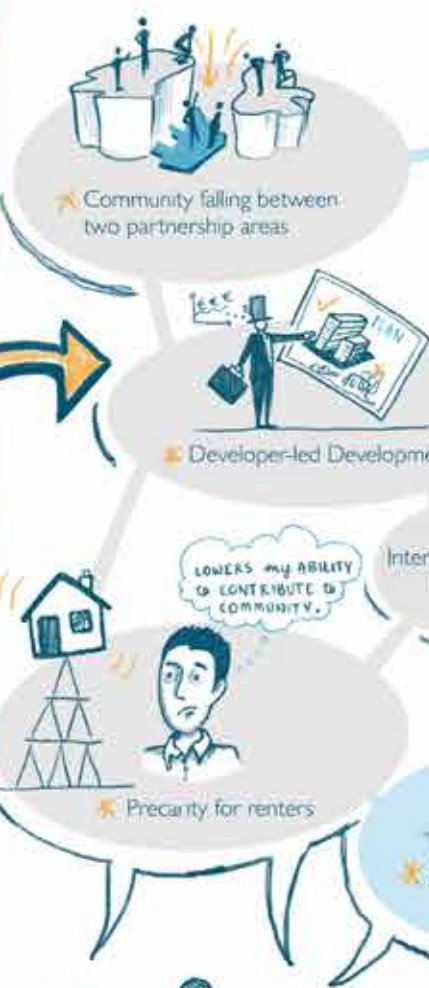 Community falling between
two partnership areas
€€€
PLAN
Developer-led Developme
Inter
LOWERS my ABILITY
to CONTRIBUTE to
COMMUNITY.
Precarity for renters